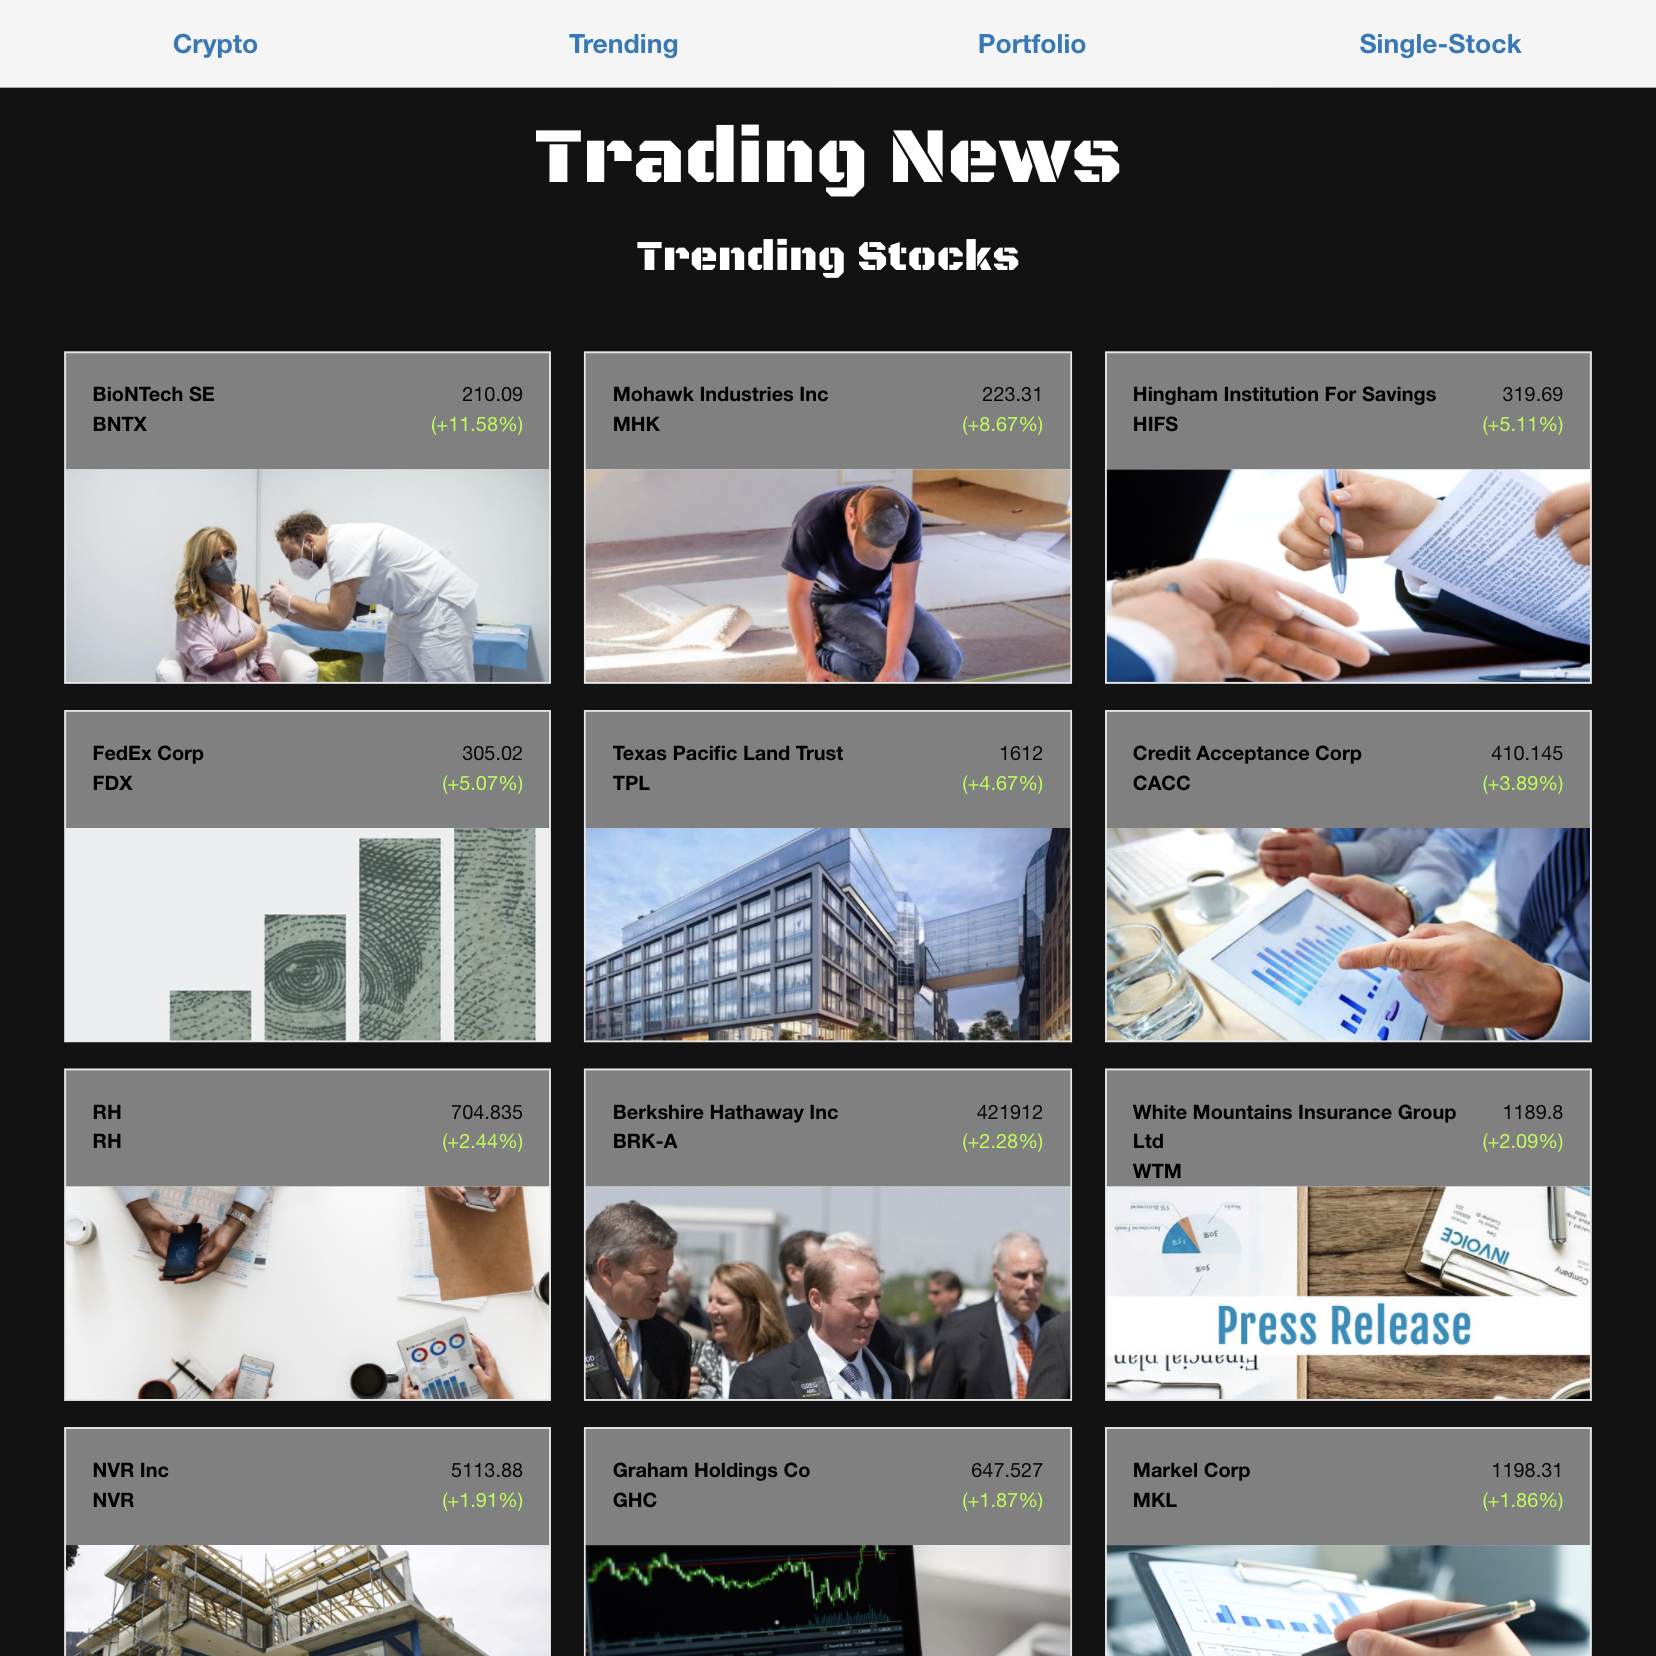 Crypto
Trending
Portfolio
Single-Stock
Trading News
Trending Stocks
BioNTech SE 210.09
BNTX (+11.58%)
Mohawk Industries Inc 223.31
MHK (+8.67%)
Hingham Institution For Savings 319.69
HIFS (+5.11%)
FedEx Corp 305.02
FDX (+5.07%)
Texas Pacific Land Trust 1612
TPL (+4.67%)
Credit Acceptance Corp 410.145
CACC (+3.89%)
RH 704.835
RH (+2.44%)
Berkshire Hathaway Inc 421912
BRK-A (+2.28%)
GREG
White Mountains Insurance Group 1189.8
Ltd (+2.09%)
WTM
50%
30%
15%
INVOICE
Company
Press Release
Financial plan
NVR Inc 5113.88
NVR (+1.91%)
Graham Holdings Co 647.527
GHC (+1.87%)
Markel Corp 1198.31
MKL (+1.86%)